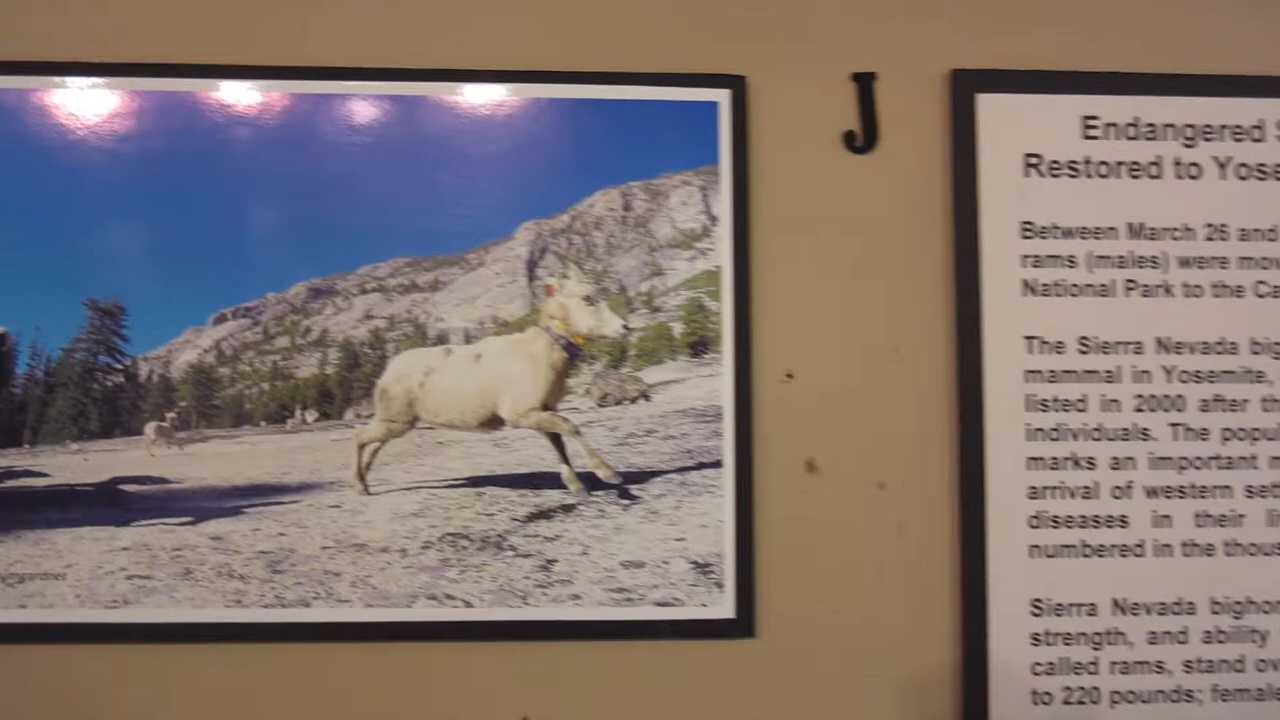 J
Endangered
Restored to Yose
Between March 26 and
rams (males) were mov
National Park to the Ca
The Sierra Nevada big
mammal in Yosemite,
listed in 2000 after th
individuals. The popul
marks an important m
arrival of western set
diseases in their li
numbered in the thous
Sierra Nevada bighor
strength, and ability
called rams, stand ov
to 220 pounds; female